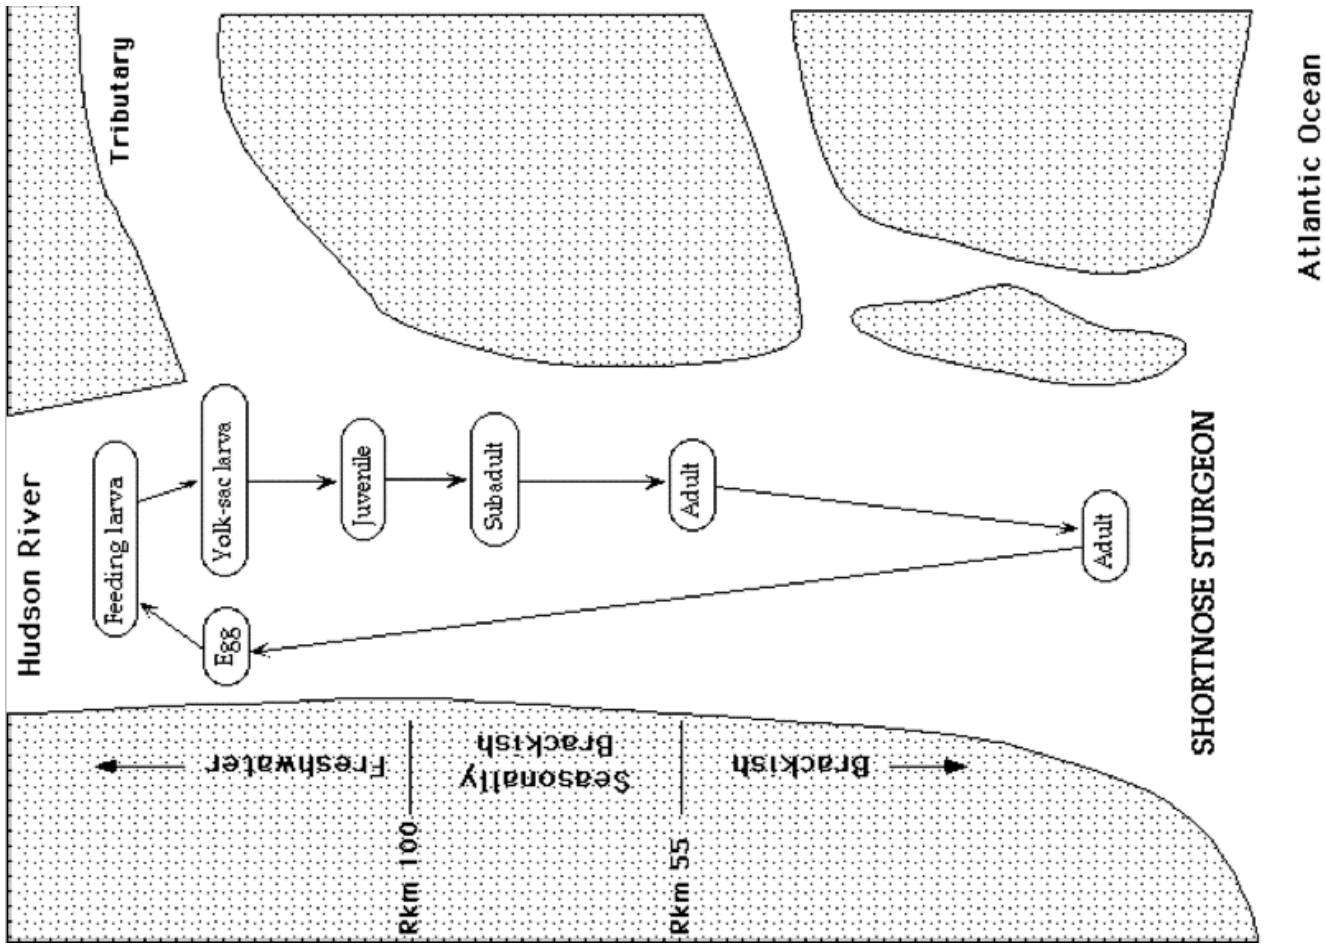 Hudson River
Tributary
Feeding larva
Yolk-sac larva
Egg
Juvenile
Subadult
Adult
Adult
Freshwater
Seasonally
Brackish
Brackish
Rkm 100
Rkm 55
SHORTNOSE STURGEON
Atlantic Ocean